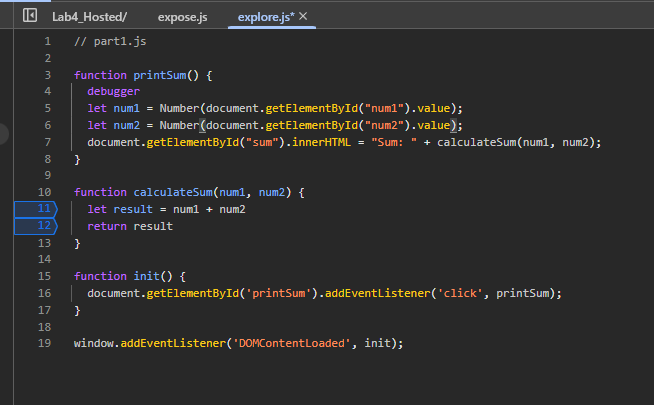 Lab4_Hosted/ expose.js explore.js* ×
1 // part1.js
2
3 function printSum() {
4   debugger
5   let num1 = Number(document.getElementById("num1").value);
6   let num2 = Number(document.getElementById("num2").value);
7   document.getElementById("sum").innerHTML = "Sum: " + calculateSum(num1, num2);
8 }
9
10 function calculateSum(num1, num2) {
11   let result = num1 + num2
12   return result
13 }
14
15 function init() {
16   document.getElementById('printSum').addEventListener('click', printSum);
17 }
18
19 window.addEventListener('DOMContentLoaded', init);